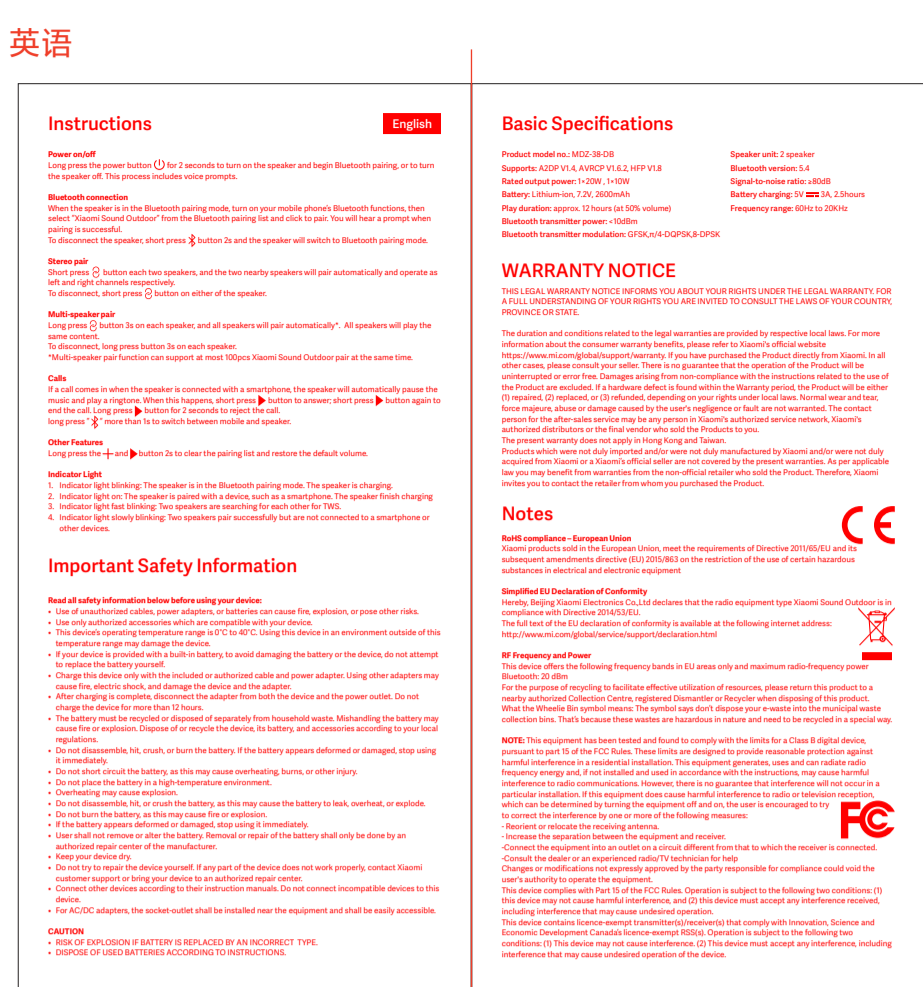 英语
Instructions
English
Power on/off
Long press the power button for 2 seconds to turn on the speaker and begin Bluetooth pairing, or to turn
the speaker off. This process includes voice prompts.
Bluetooth connection
When the speaker is in the Bluetooth pairing mode, turn on your mobile phone's Bluetooth functions, then
select "Xiaomi Sound Outdoor" from the Bluetooth pairing list and click to pair. You will hear a prompt when
pairing is successful.
To disconnect the speaker, short press button 2s and the speaker will switch to Bluetooth pairing mode.
Stereo pair
Short press button each two speakers, and the two nearby speakers will pair automatically and operate as
left and right channels respectively.
To disconnect, short press button on either of the speaker.
Multi-speaker pair
Long press button 3s on each speaker, and all speakers will pair automatically*. All speakers will play the
same content.
To disconnect, long press button 3s on each speaker.
*Multi-speaker pair function can support at most 100pcs Xiaomi Sound Outdoor pair at the same time.
Calls
If a call comes in when the speaker is connected with a smartphone, the speaker will automatically pause the
music and play a ringtone. When this happens, short press button to answer; short press button again to
end the call. Long press button for 2 seconds to reject the call.
long press " " more than 1s to switch between mobile and speaker.
Other Features
Long press the and button 2s to clear the pairing list and restore the default volume.
Indicator Light
1. Indicator light blinking: The speaker is in the Bluetooth pairing mode. The speaker is charging.
2. Indicator light on: The speaker is paired with a device, such as a smartphone. The speaker finish charging
3. Indicator light fast blinking: Two speakers are searching for each other for TWS.
4. Indicator light slowly blinking: Two speakers pair successfully but are not connected to a smartphone or
other devices.
Important Safety Information
Read all safety information below before using your device:
• Use of unauthorized cables, power adapters, or batteries can cause fire, explosion, or pose other risks.
• Use only authorized accessories which are compatible with your device.
• This device's operating temperature range is 0°C to 40°C. Using this device in an environment outside of this
temperature range may damage the device.
• If your device is provided with a built-in battery, to avoid damaging the battery or the device, do not attempt
to replace the battery yourself.
• Charge this device only with the included or authorized cable and power adapter. Using other adapters may
cause fire, electric shock, and damage the device and the adapter.
After charging is complete, disconnect the adapter from both the device and the power outlet. Do not
charge the device for more than 12 hours.
• The battery must be recycled or disposed of separately from household waste. Mishandling the battery may
cause fire or explosion. Dispose of or recycle the device, its battery, and accessories according to your local
regulations.
Do not disassemble, hit, crush, or burn the battery. If the battery appears deformed or damaged, stop using
it immediately.
• Do not short circuit the battery, as this may cause overheating, burns, or other injury.
• Do not place the battery in a high-temperature environment.
• Overheating may cause explosion.
• Do not disassemble, hit, or crush the battery, as this may cause the battery to leak, overheat, or explode.
• Do not burn the battery, as this may cause fire or explosion.
• If the battery appears deformed or damaged, stop using it immediately.
User shall not remove or alter the battery. Removal or repair of the battery shall only be done by an
authorized repair center of the manufacturer.
• Keep your device dry.
• Do not try to repair the device yourself. If any part of the device does not work properly, contact Xiaomi
customer support or bring your device to an authorized repair center.
• Connect other devices according to their instruction manuals. Do not connect incompatible devices to this
device.
• For AC/DC adapters, the socket-outlet shall be installed near the equipment and shall be easily accessible.
CAUTION
• RISK OF EXPLOSION IF BATTERY IS REPLACED BY AN INCORRECT TYPE.
• DISPOSE OF USED BATTERIES ACCORDING TO INSTRUCTIONS.
Basic Specifications
Product model no.: MDZ-38-DB
Supports: A2DP V1.4, AVRCP V1.6.2, HFP V1.8
Rated output power: 1×20W , 1×10W
Battery: Lithium-ion, 7.2V, 2600mAh
Play duration: approx. 12 hours (at 50% volume)
Bluetooth transmitter power: <10dBm
Bluetooth transmitter modulation: GFSK,π/4-DQPSK,8-DPSK
Speaker unit: 2 speaker
Bluetooth version: 5.4
Signal-to-noise ratio: ≥80dB
Battery charging: 5V 3A, 2.5hours
Frequency range: 60Hz to 20KHz
WARRANTY NOTICE
THIS LEGAL WARRANTY NOTICE INFORMS YOU ABOUT YOUR RIGHTS UNDER THE LEGAL WARRANTY. FOR
A FULL UNDERSTANDING OF YOUR RIGHTS YOU ARE INVITED TO CONSULT THE LAWS OF YOUR COUNTRY,
PROVINCE OR STATE.
The duration and conditions related to the legal warranties are provided by respective local laws. For more
information about the consumer warranty benefits, please refer to Xiaomi's official website
https://www.mi.com/global/support/warranty. If you have purchased the Product directly from Xiaomi. In all
other cases, please consult your seller. There is no guarantee that the operation of the Product will be
uninterrupted or error free. Damages arising from non-compliance with the instructions related to the use of
the Product are excluded. If a hardware defect is found within the Warranty period, the Product will be either
(1) repaired, (2) replaced, or (3) refunded, depending on your rights under local laws. Normal wear and tear,
force majeure, abuse or damage caused by the user's negligence or fault are not warranted. The contact
person for the after-sales service may be any person in Xiaomi's authorized service network, Xiaomi's
authorized distributors or the final vendor who sold the Products to you.
The present warranty does not apply in Hong Kong and Taiwan.
Products which were not duly imported and/or were not duly manufactured by Xiaomi and/or were not duly
acquired from Xiaomi or a Xiaomi's official seller are not covered by the present warranties. As per applicable
law you may benefit from warranties from the non-official retailer who sold the Product. Therefore, Xiaomi
invites you to contact the retailer from whom you purchased the Product.
Notes
CE
RoHS compliance – European Union
Xiaomi products sold in the European Union, meet the requirements of Directive 2011/65/EU and its
subsequent amendments directive (EU) 2015/863 on the restriction of the use of certain hazardous
substances in electrical and electronic equipment
Simplified EU Declaration of Conformity
Hereby, Beijing Xiaomi Electronics Co,.Ltd declares that the radio equipment type Xiaomi Sound Outdoor is in
compliance with Directive 2014/53/EU.
The full text of the EU declaration of conformity is available at the following internet address:
http://www.mi.com/global/service/support/declaration.html
RF Frequency and Power
This device offers the following frequency bands in EU areas only and maximum radio-frequency power
Bluetooth; 20 dBm
For the purpose of recycling to facilitate effective utilization of resources, please return this product to a
nearby authorized Collection Centre, registered Dismantler or Recycler when disposing of this product.
What the Wheelie Bin symbol means: The symbol says don't dispose your e-waste into the municipal waste
collection bins. That's because these wastes are hazardous in nature and need to be recycled in a special way.
NOTE: This equipment has been tested and found to comply with the limits for a Class B digital device,
pursuant to part 15 of the FCC Rules. These limits are designed to provide reasonable protection against
harmful interference in a residential installation. This equipment generates, uses and can radiate radio
frequency energy and, if not installed and used in accordance with the instructions, may cause harmful
interference to radio communications. However, there is no guarantee that interference will not occur in a
particular installation. If this equipment does cause harmful interference to radio or television reception,
which can be determined by turning the equipment off and on, the user is encouraged to try
to correct the interference by one or more of the following measures:
- Reorient or relocate the receiving antenna.
- Increase the separation between the equipment and receiver.
-Connect the equipment into an outlet on a circuit different from that to which the receiver is connected.
-Consult the dealer or an experienced radio/TV technician for help
FC
Changes or modifications not expressly approved by the party responsible for compliance could void the
user's authority to operate the equipment.
This device complies with Part 15 of the FCC Rules. Operation is subject to the following two conditions: (1)
this device may not cause harmful interference, and (2) this device must accept any interference received,
including interference that may cause undesired operation.
This device contains licence-exempt transmitter(s)/receiver(s) that comply with Innovation, Science and
Economic Development Canada's licence-exempt RSS(s). Operation is subject to the following two
conditions: (1) This device may not cause interference. (2) This device must accept any interference, including
interference that may cause undesired operation of the device.